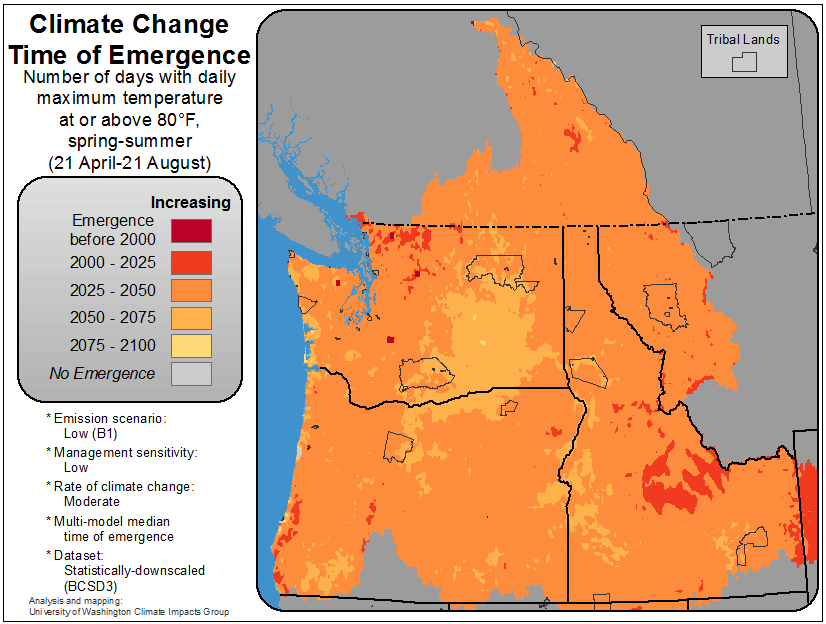 Climate Change
Time of Emergence
Number of days with daily
maximum temperature
at or above 80°F,
spring-summer
(21 April-21 August)
Increasing
Emergence
before 2000
2000 - 2025
2025 - 2050
2050 - 2075
2075 - 2100
No Emergence
* Emission scenario:
Low (B1)
* Management sensitivity:
Low
* Rate of climate change:
Moderate
* Multi-model median
time of emergence
* Dataset:
Statistically-downscaled
(BCSD3)
Analysis and mapping:
University of Washington Climate Impacts Group
Tribal Lands